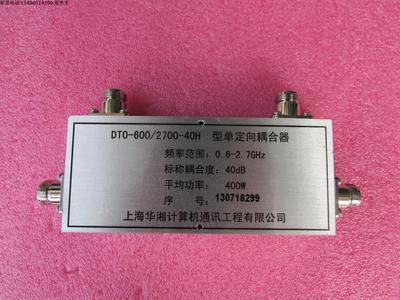 DTO-600/2700-40H 型单定向耦合器
频率范围：0.6-2.7GHz
标称耦合度：40dB
平均功率： 400W
序 号：130718299
上海华湘计算机通讯工程有限公司